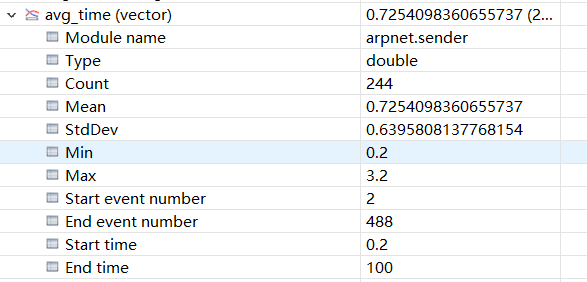 avg_time (vector) 0.7254098360655737 (2...
Module name arpnet.sender
Type double
Count 244
Mean 0.7254098360655737
StdDev 0.6395808137768154
Min 0.2
Max 3.2
Start event number 2
End event number 488
Start time 0.2
End time 100